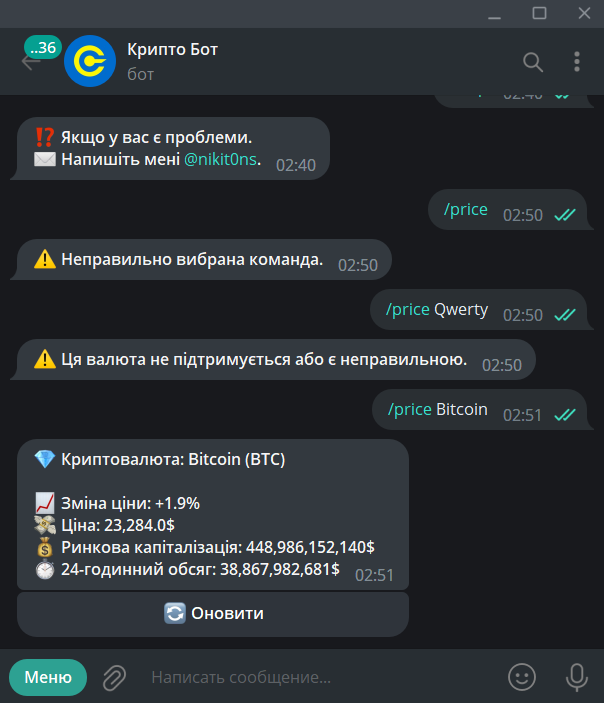 ..36
Крипто Бот
бот
02:40
⁉️ Якщо у вас є проблеми.
✉️ Напишіть мені @nikit0ns. 02:40
/price 02:50
⚠️ Неправильно вибрана команда. 02:50
/price Qwerty 02:50
⚠️ Ця валюта не підтримується або є неправильною. 02:50
/price Bitcoin 02:51
💎 Криптовалюта: Bitcoin (BTC)
📈 Зміна ціни: +1.9%
💸 Ціна: 23,284.0$
💰 Ринкова капіталізація: 448,986,152,140$
⏱ 24-годинний обсяг: 38,867,982,681$ 02:51
🔄 Оновити
Меню
Написать сообщение...